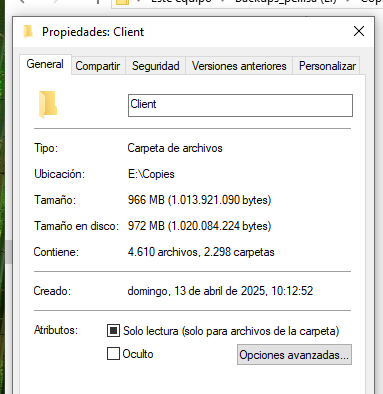 Este equipo > Backups_pelisa (E:) > Cop
Propiedades: Client
General Compartir Seguridad Versiones anteriores Personalizar
Client
Tipo: Carpeta de archivos
Ubicación: E:\Copies
Tamaño: 966 MB (1.013.921.090 bytes)
Tamaño en disco: 972 MB (1.020.084.224 bytes)
Contiene: 4.610 archivos, 2.298 carpetas
Creado: domingo, 13 de abril de 2025, 10:12:52
Atributos: Solo lectura (solo para archivos de la carpeta)
Oculto Opciones avanzadas...